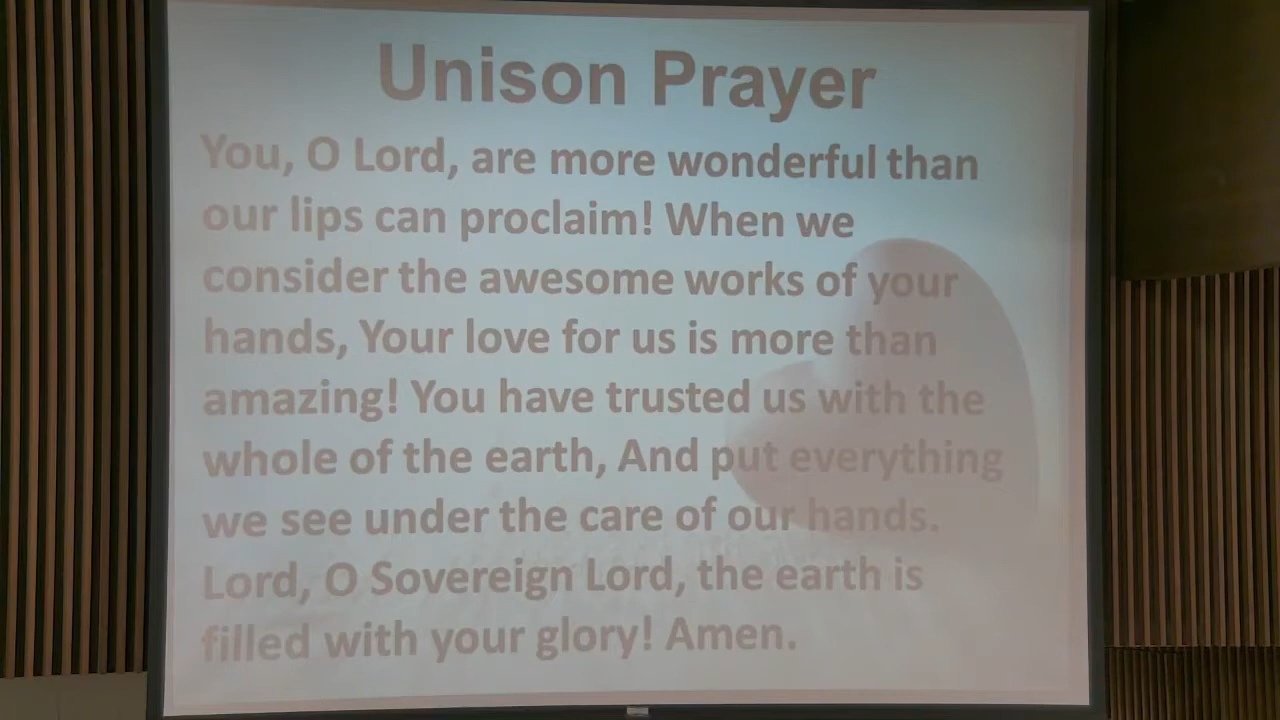 Unison Prayer
You, O Lord, are more wonderful than
our lips can proclaim! When we
consider the awesome works of your
hands, Your love for us is more than
amazing! You have trusted us with the
whole of the earth, And put everything
we see under the care of our hands.
Lord, O Sovereign Lord, the earth is
filled with your glory! Amen.